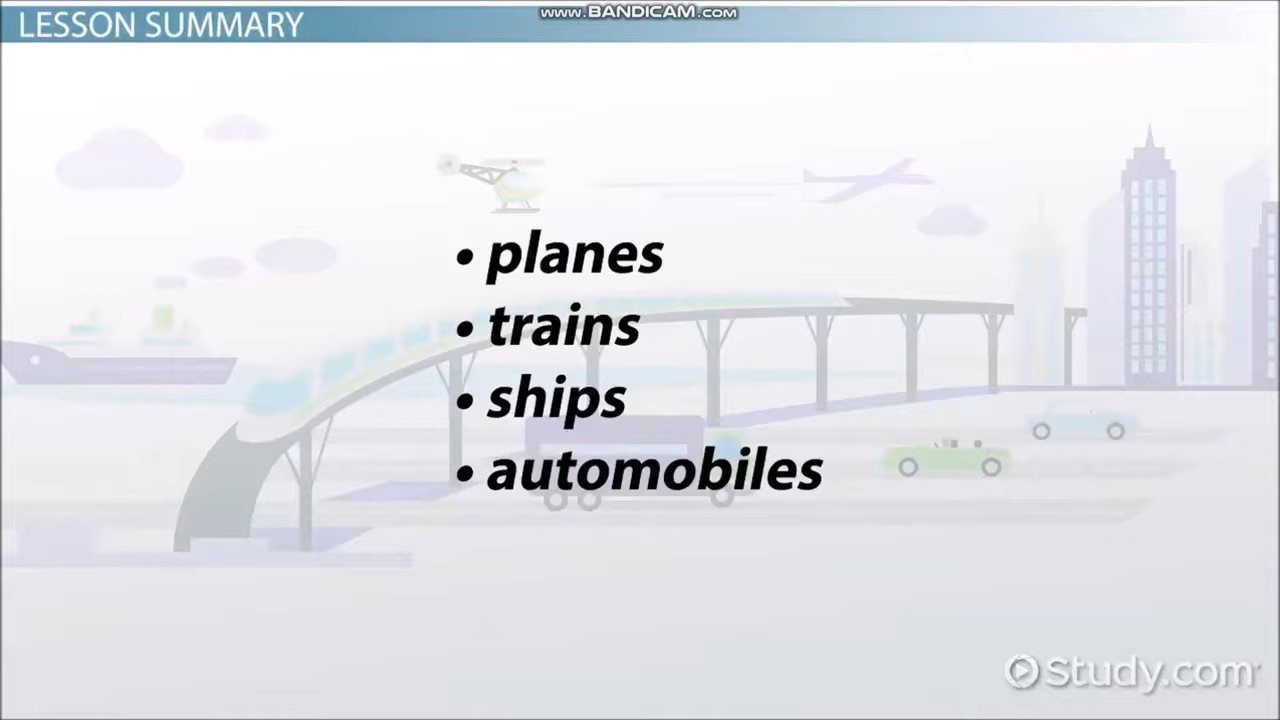 LESSON SUMMARY
www.BANDICAM.com
• planes
• trains
• ships
• automobiles
Study.com